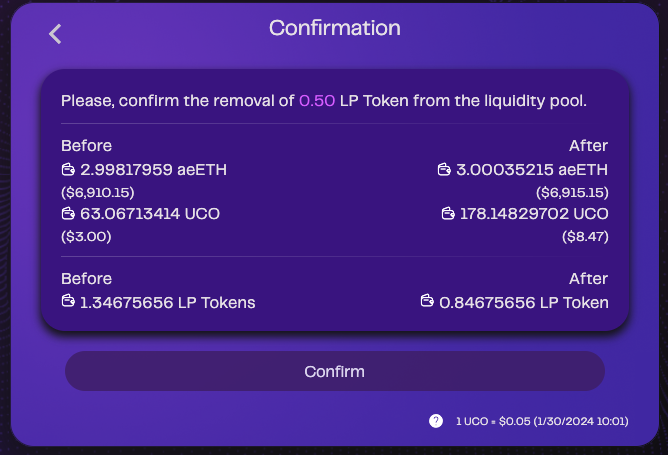 Confirmation
Please, confirm the removal of 0.50 LP Token from the liquidity pool.
Before After
2.99817959 aeETH 3.00035215 aeETH
($6,910.15) ($6,915.15)
63.06713414 UCO 178.14829702 UCO
($3.00) ($8.47)
Before After
1.34675656 LP Tokens 0.84675656 LP Token
Confirm
? 1 UCO = $0.05 (1/30/2024 10:01)